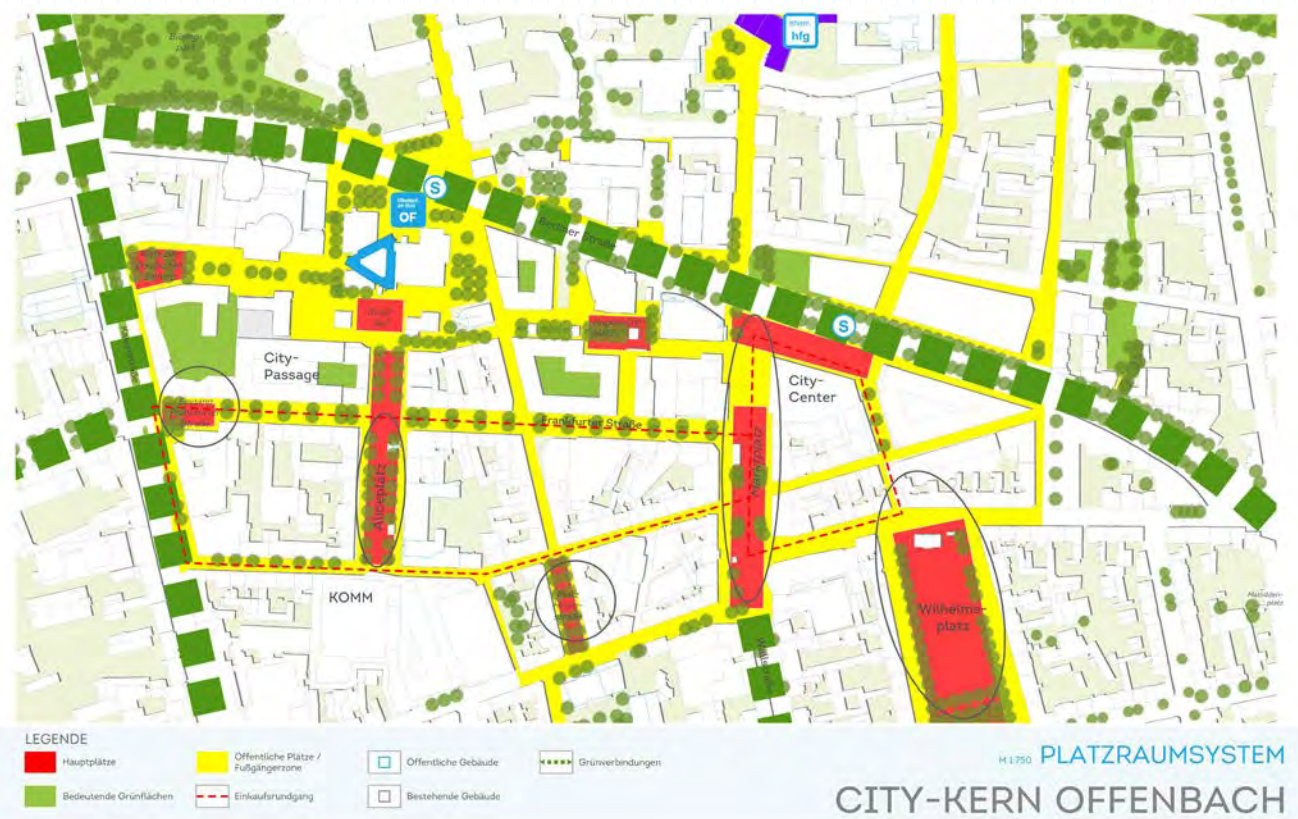 hfg
S
OF
Berliner Straße
S
City-
Passage
City-
Center
Frankfurter Straße
Marktplatz
Aliceplatz
KOMM
Wilhelms-
platz
LEGENDE
Hauptplätze
Öffentliche Plätze /
Fußgängerzone
Öffentliche Gebäude
Grünverbindungen
Bedeutende Grünflächen
Einkaufsrundgang
Bestehende Gebäude
M 1:750 PLATZRAUMSYSTEM
CITY-KERN OFFENBACH